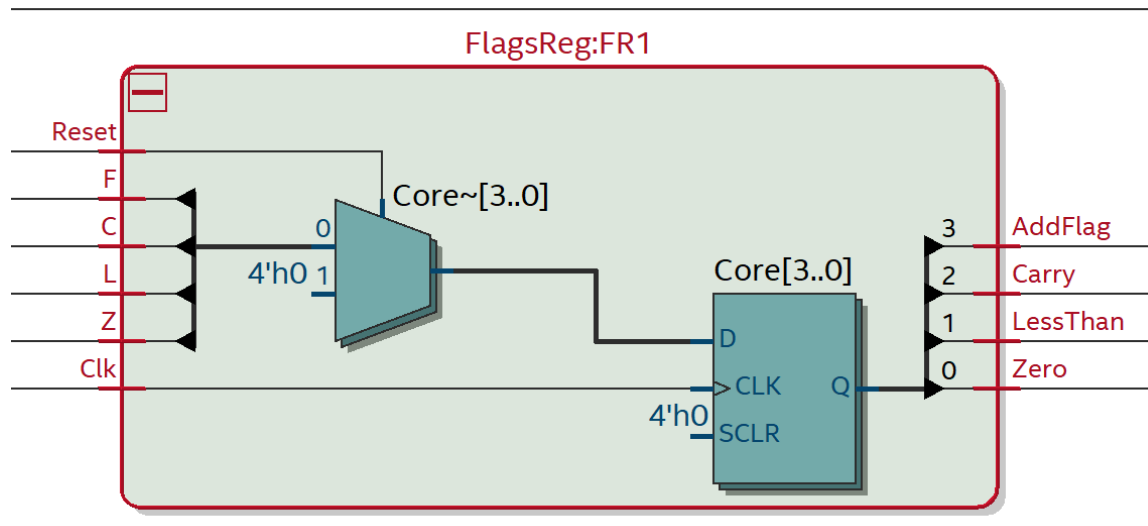 FlagsReg:FR1
Reset
F
C
L
Z
Clk
Core~[3..0]
0
4'h0 1
Core[3..0]
D
CLK
Q
4'h0
SCLR
3 AddFlag
2 Carry
1 LessThan
0 Zero